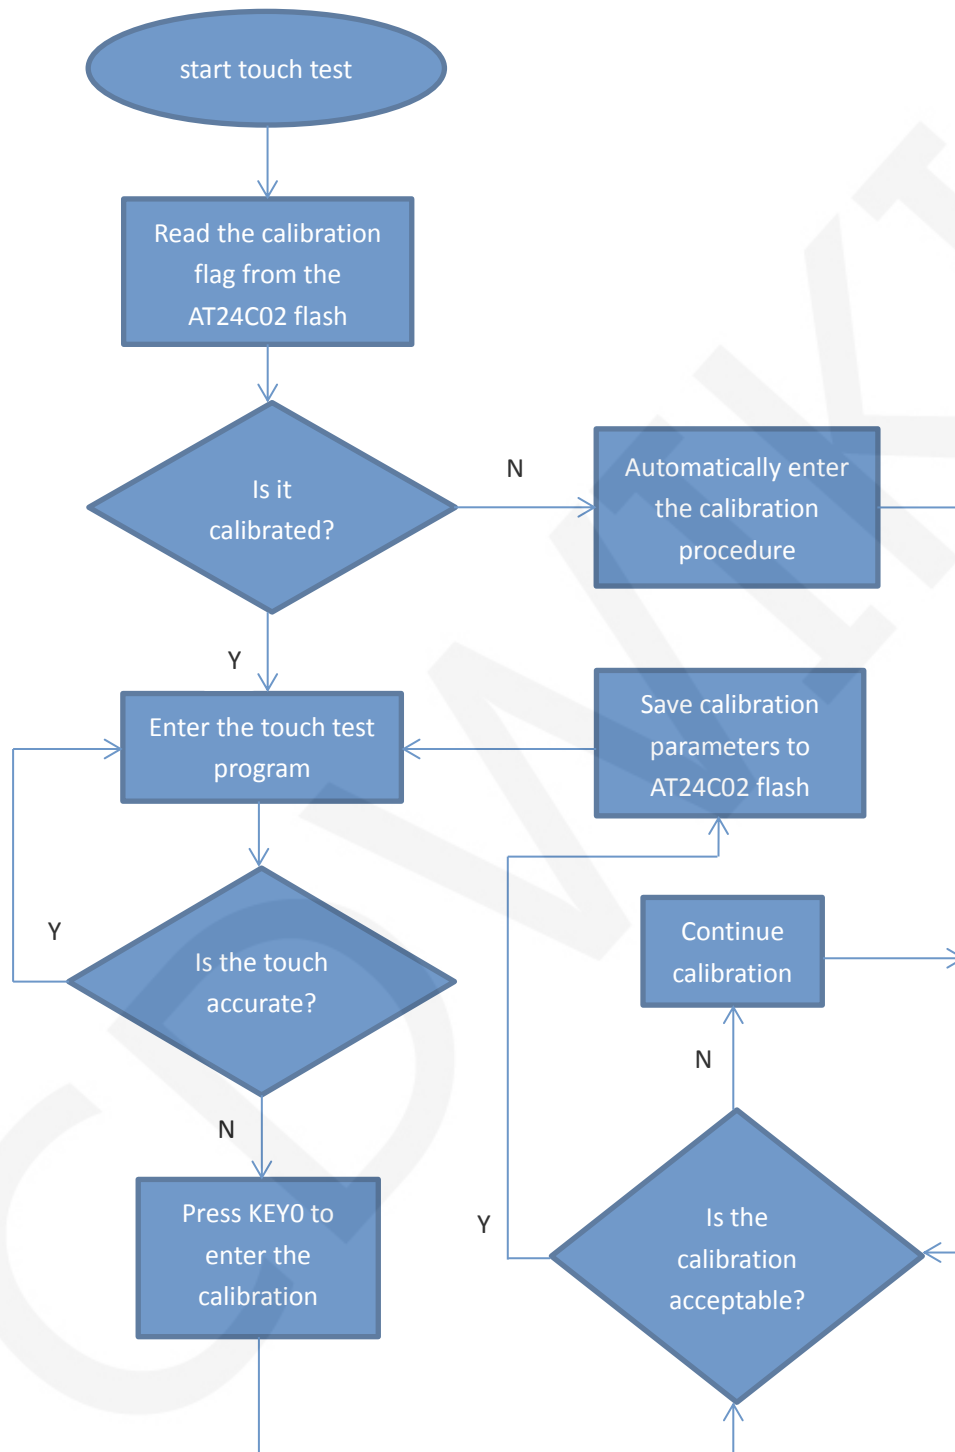 start touch test
Read the calibration
flag from the
AT24C02 flash
Is it
calibrated?
N
Automatically enter
the calibration
procedure
Y
Enter the touch test
program
Save calibration
parameters to
AT24C02 flash
Y
Is the touch
accurate?
Continue
calibration
N
N
Press KEY0 to
enter the
calibration
Y
Is the
calibration
acceptable?